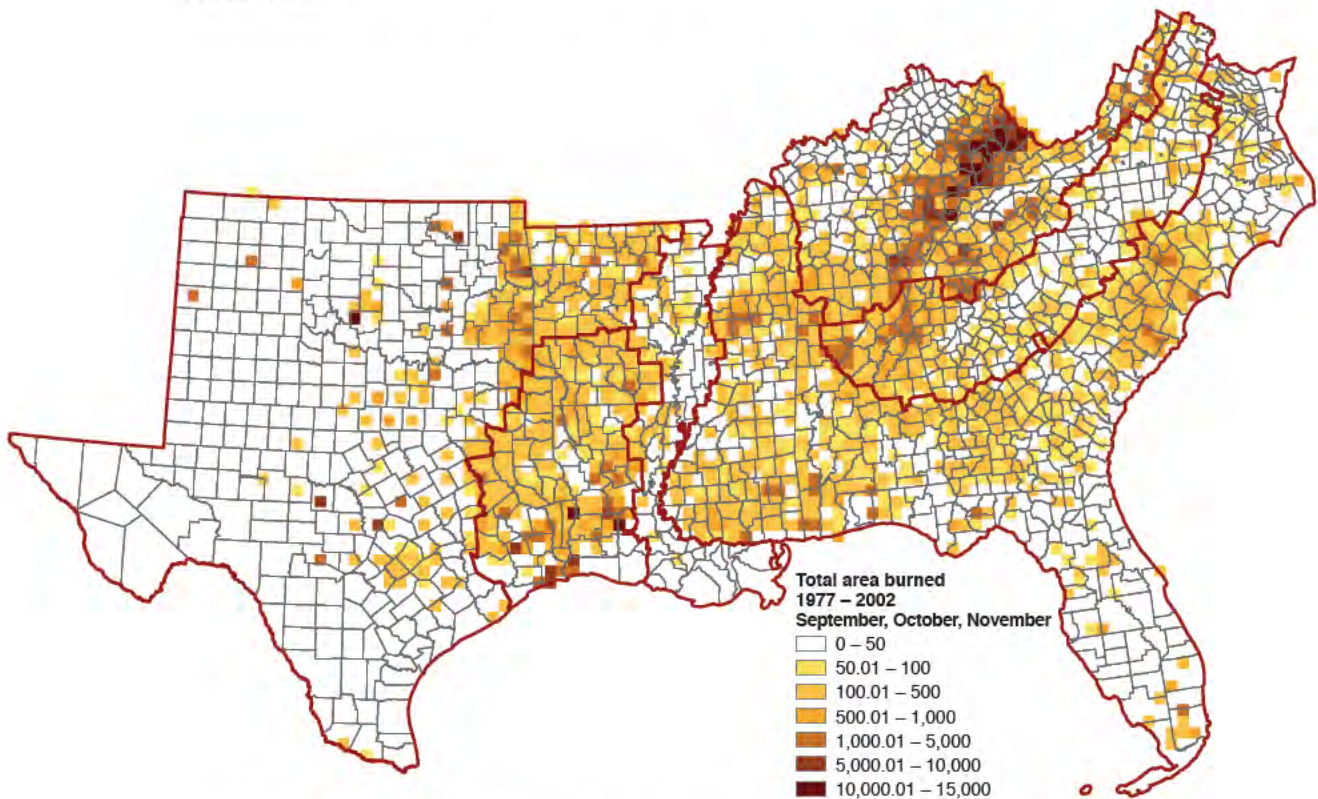 Total area burned
1977 – 2002
September, October, November
0 – 50
50.01 – 100
100.01 – 500
500.01 – 1,000
1,000.01 – 5,000
5,000.01 – 10,000
10,000.01 – 15,000